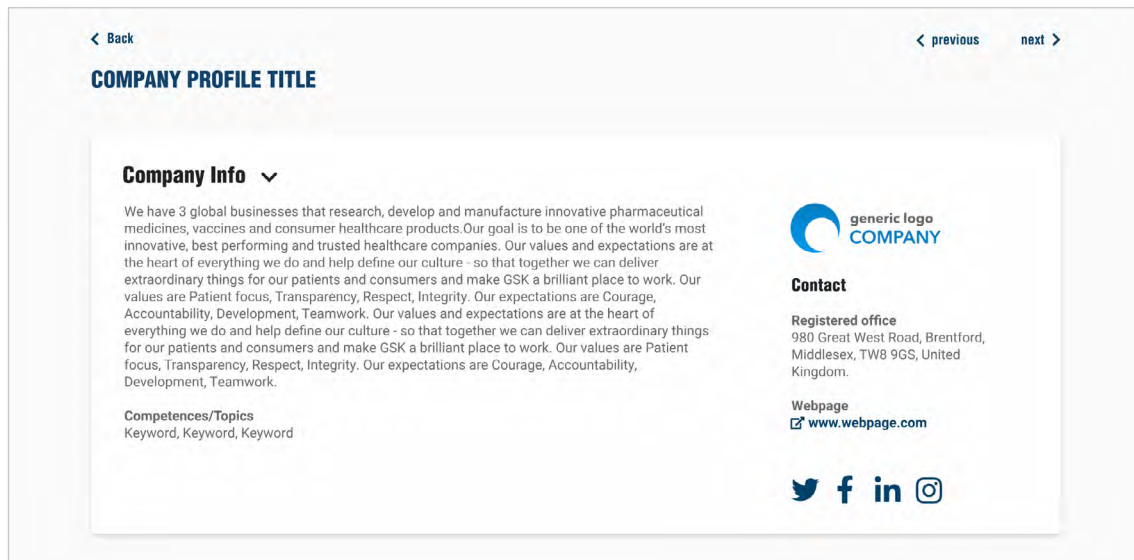 Back
previous
next
COMPANY PROFILE TITLE
Company Info
We have 3 global businesses that research, develop and manufacture innovative pharmaceutical
medicines, vaccines and consumer healthcare products.Our goal is to be one of the world's most
innovative, best performing and trusted healthcare companies. Our values and expectations are at
the heart of everything we do and help define our culture - so that together we can deliver
extraordinary things for our patients and consumers and make GSK a brilliant place to work. Our
values are Patient focus, Transparency, Respect, Integrity. Our expectations are Courage,
Accountability, Development, Teamwork. Our values and expectations are at the heart of
everything we do and help define our culture - so that together we can deliver extraordinary things
for our patients and consumers and make GSK a brilliant place to work. Our values are Patient
focus, Transparency, Respect, Integrity. Our expectations are Courage, Accountability,
Development, Teamwork.
Competences/Topics
Keyword, Keyword, Keyword
generic logo
COMPANY
Contact
Registered office
980 Great West Road, Brentford,
Middlesex, TW8 9GS, United
Kingdom.
Webpage
www.webpage.com